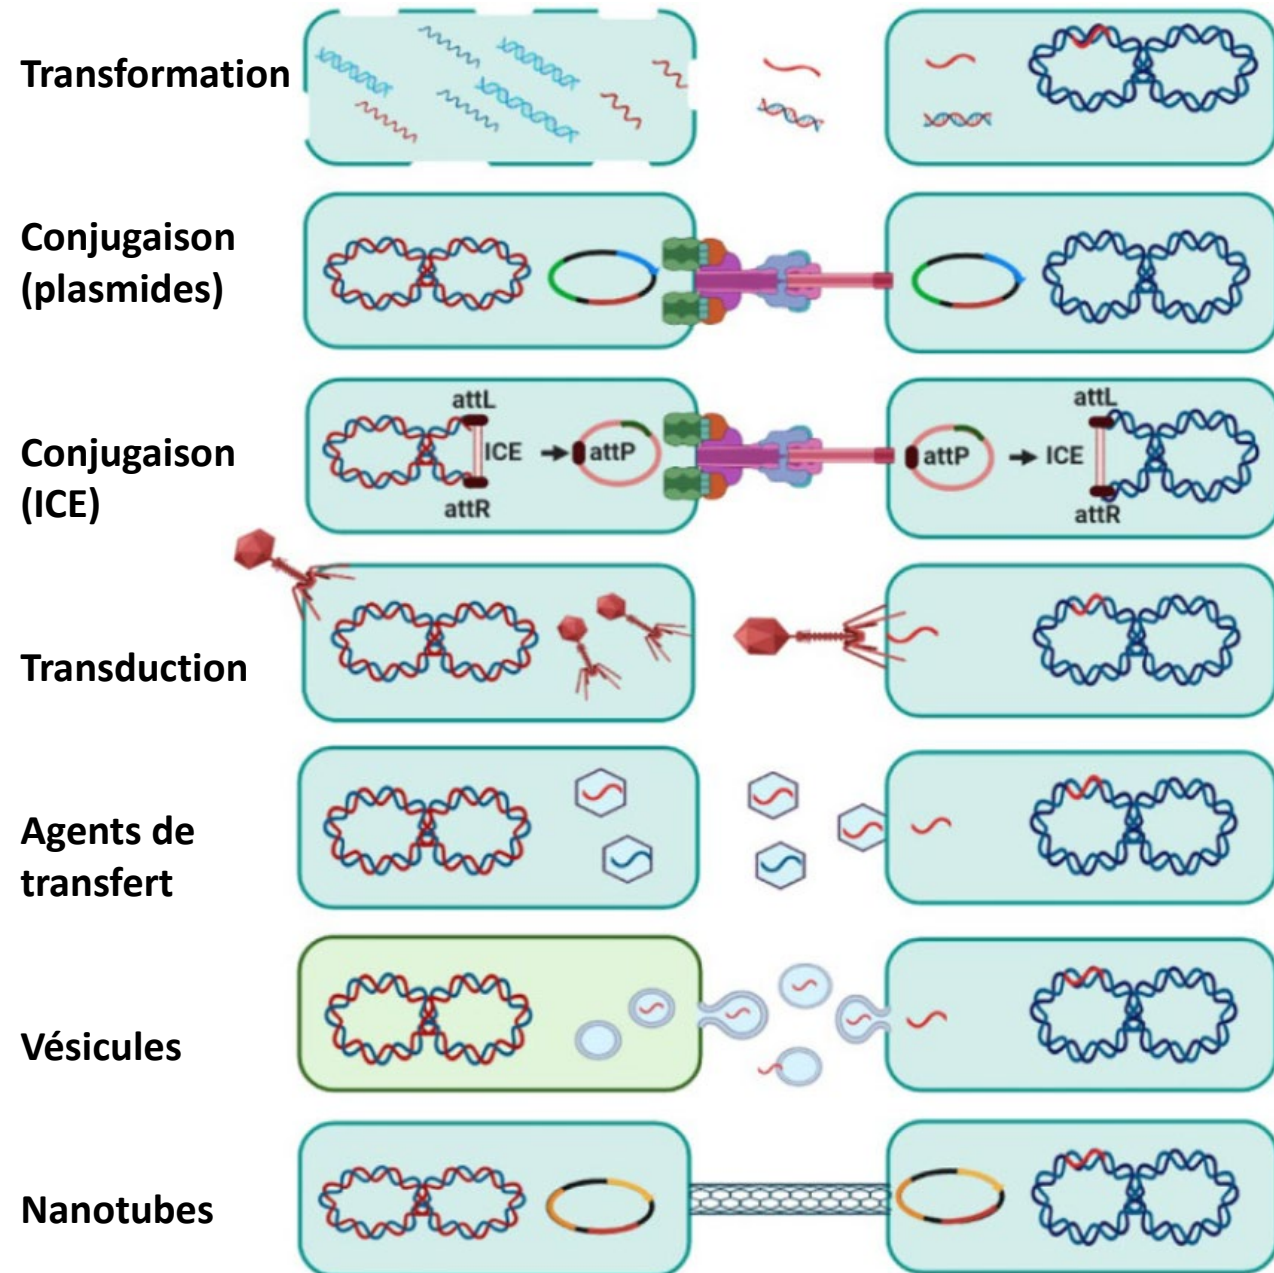 Transformation
Conjugaison
(plasmides)
Conjugaison
(ICE)
attL
ICE
attP
attR
attP
ICE
attL
attR
Transduction
Agents de
transfert
Vésicules
Nanotubes